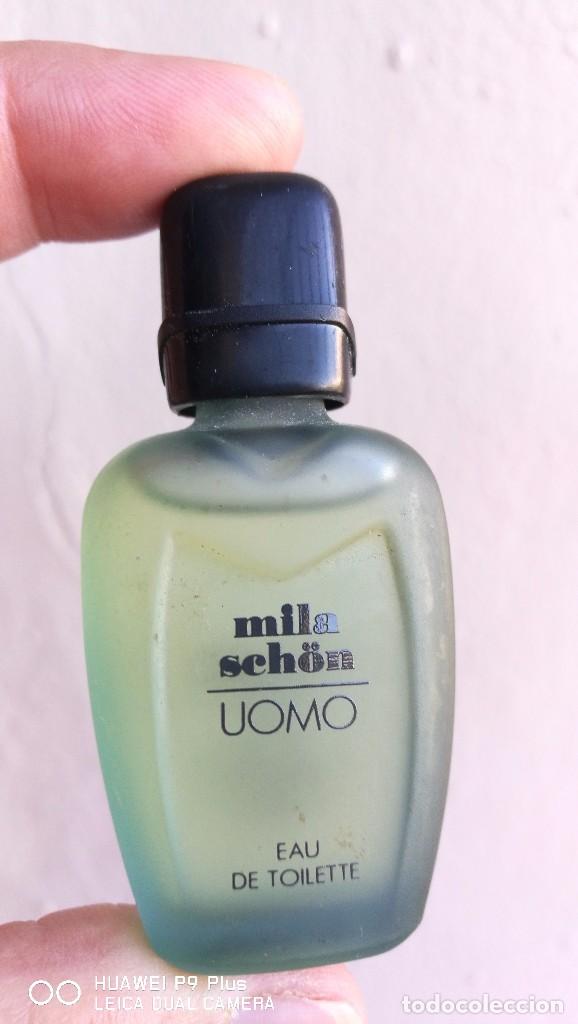 mila
schön
UOMO
EAU
DE TOILETTE
HUAWEI P9 Plus
LEICA DUAL CAMERA
todocoleccion